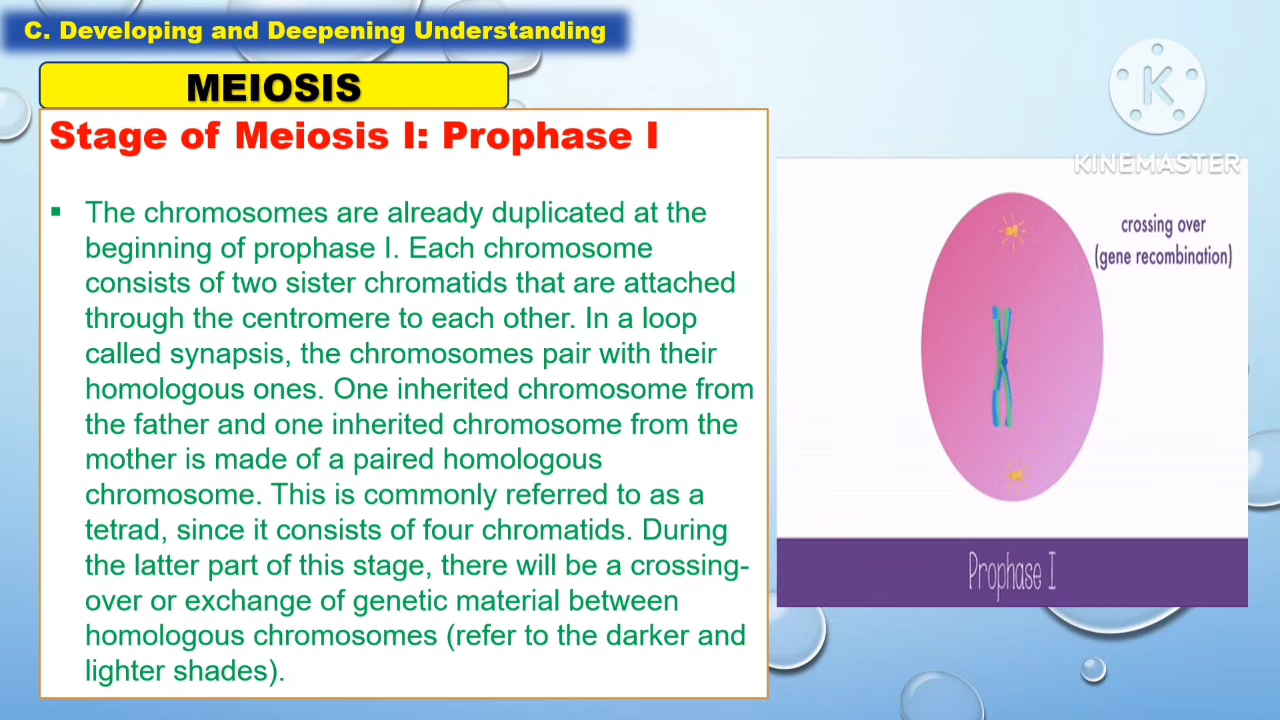 C. Developing and Deepening Understanding
MEIOSIS
Stage of Meiosis I: Prophase I
▪ The chromosomes are already duplicated at the
beginning of prophase I. Each chromosome
consists of two sister chromatids that are attached
through the centromere to each other. In a loop
called synapsis, the chromosomes pair with their
homologous ones. One inherited chromosome from
the father and one inherited chromosome from the
mother is made of a paired homologous
chromosome. This is commonly referred to as a
tetrad, since it consists of four chromatids. During
the latter part of this stage, there will be a crossing-
over or exchange of genetic material between
homologous chromosomes (refer to the darker and
lighter shades).
K
KINEMASTER
crossing over
(gene recombination)
Prophase I